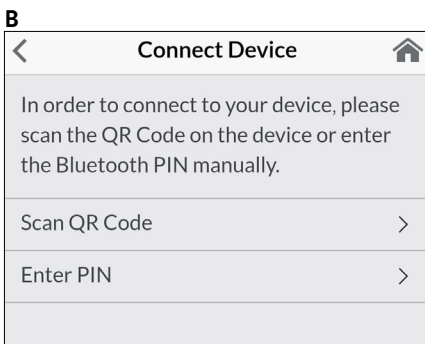 B
Connect Device
In order to connect to your device, please
scan the QR Code on the device or enter
the Bluetooth PIN manually.
Scan QR Code
Enter PIN